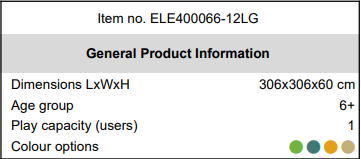 Item no. ELE400066-12LG
General Product Information
Dimensions LxWxH 306x306x60 cm
Age group 6+
Play capacity (users) 1
Colour options